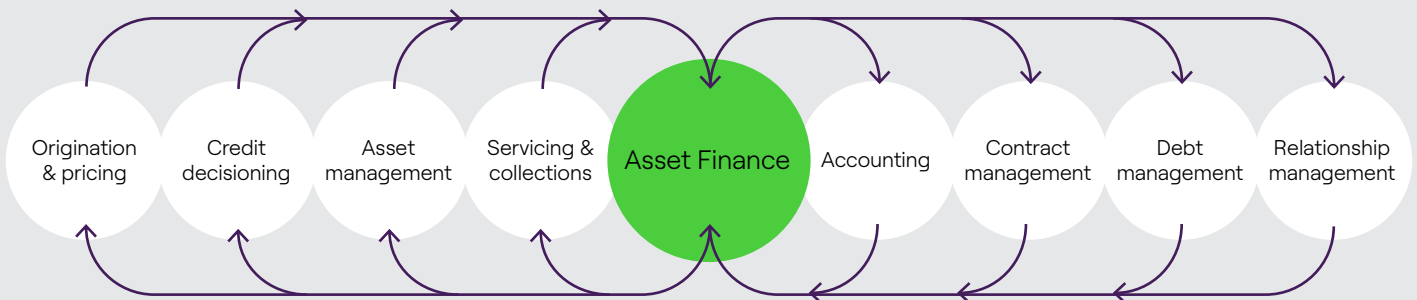 Origination
& pricing
Credit
decisioning
Asset
management
Servicing &
collections
Asset Finance
Accounting
Contract
management
Debt
management
Relationship
management